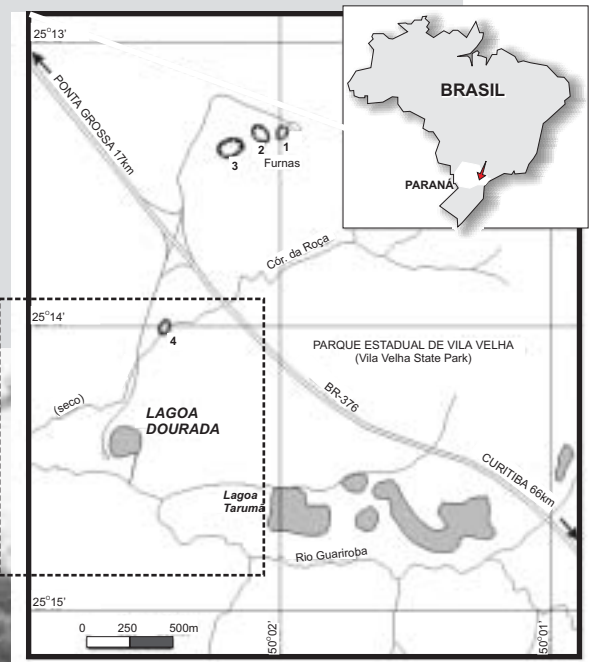 25°13'
PONTA GROSSA 17km
3
2
1
Furnas
BRASIL
PARANÁ
Cór. da Roça
25°14'
4
PARQUE ESTADUAL DE VILA VELHA
(Vila Velha State Park)
BR-376
(seco)
LAGOA
DOURADA
CURITIBA 66km
Lagoa
Tarumã
Rio Guariroba
25°15'
0 250 500m
50°02'
50°01'